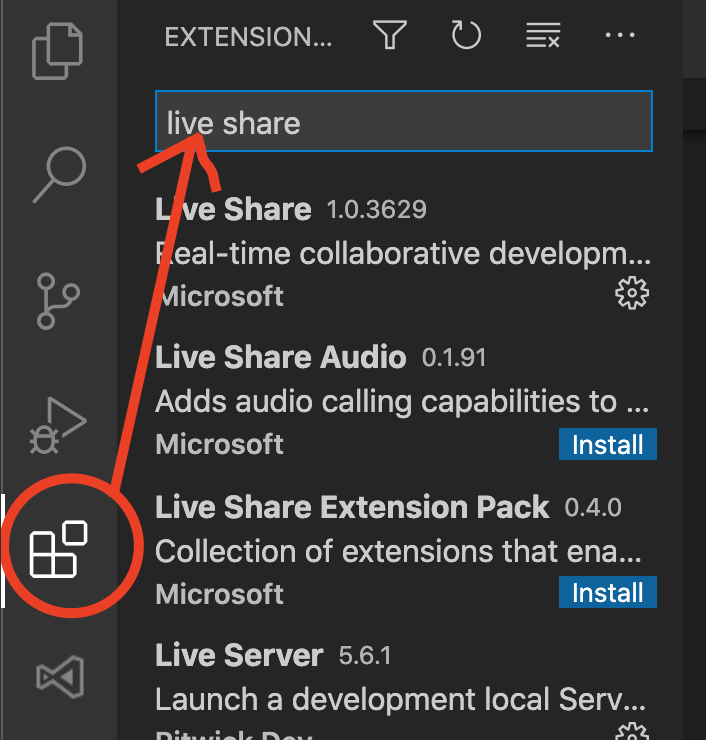 EXTENSION...
live share
Live Share 1.0.3629
Real-time collaborative developm...
Microsoft
Live Share Audio 0.1.91
Adds audio calling capabilities to ...
Microsoft Install
Live Share Extension Pack 0.4.0
Collection of extensions that ena...
Microsoft Install
Live Server 5.6.1
Launch a development local Serv...
Ritwick Dey